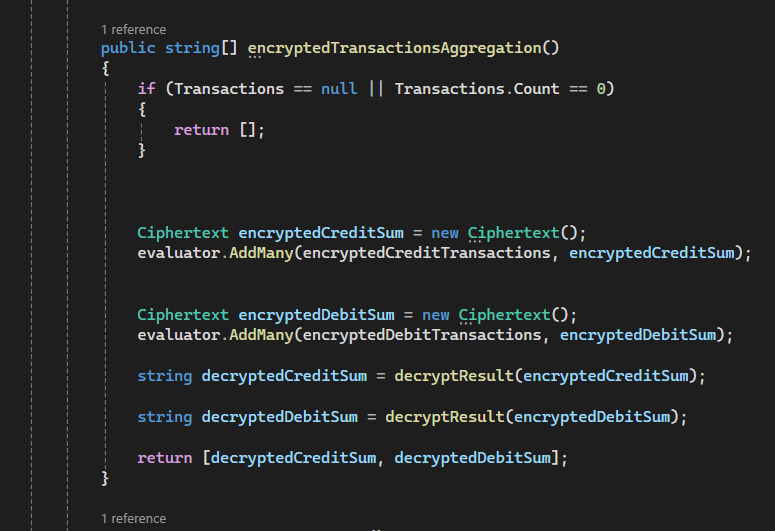 1 reference
public string[] encryptedTransactionsAggregation()
{
if (Transactions == null || Transactions.Count == 0)
{
return [];
}
Ciphertext encryptedCreditSum = new Ciphertext();
evaluator.AddMany(encryptedCreditTransactions, encryptedCreditSum);
Ciphertext encryptedDebitSum = new Ciphertext();
evaluator.AddMany(encryptedDebitTransactions, encryptedDebitSum);
string decryptedCreditSum = decryptResult(encryptedCreditSum);
string decryptedDebitSum = decryptResult(encryptedDebitSum);
return [decryptedCreditSum, decryptedDebitSum];
}
1 reference